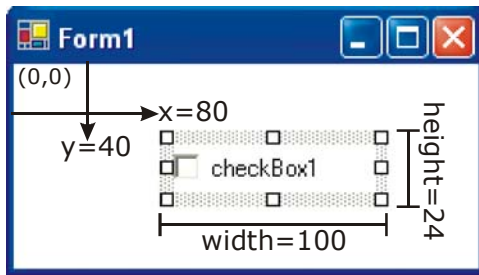 Form1
(0,0)
x=80
y=40
checkBox1
height=24
width=100